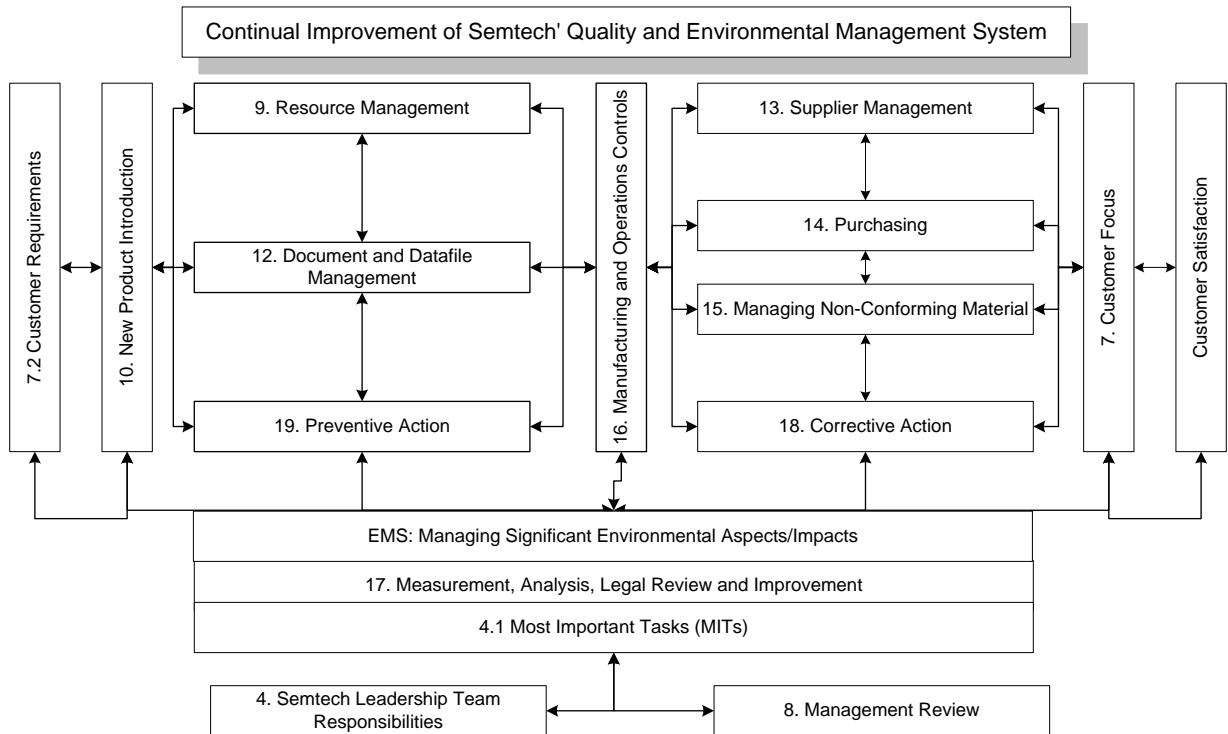 Continual Improvement of Semtech' Quality and Environmental Management System
7.2 Customer Requirements
10. New Product Introduction
9. Resource Management
12. Document and Datafile
Management
19. Preventive Action
16. Manufacturing and Operations Controls
13. Supplier Management
14. Purchasing
15. Managing Non-Conforming Material
18. Corrective Action
7. Customer Focus
Customer Satisfaction
EMS: Managing Significant Environmental Aspects/Impacts
17. Measurement, Analysis, Legal Review and Improvement
4.1 Most Important Tasks (MITs)
4. Semtech Leadership Team
Responsibilities
8. Management Review